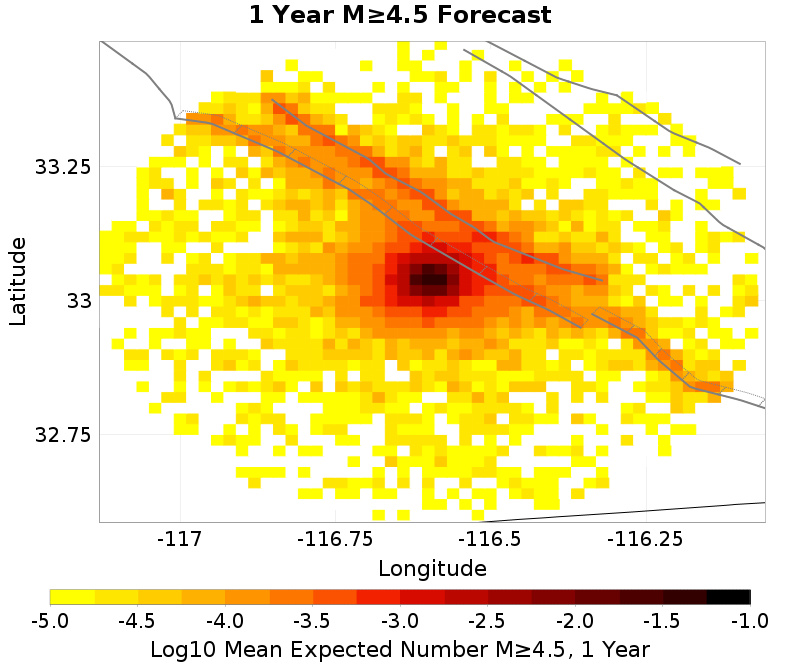 1 Year M≥4.5 Forecast
33.25
33
32.75
Latitude
-117 -116.75 -116.5 -116.25
Longitude
-5.0 -4.5 -4.0 -3.5 -3.0 -2.5 -2.0 -1.5 -1.0
Log10 Mean Expected Number M≥4.5, 1 Year